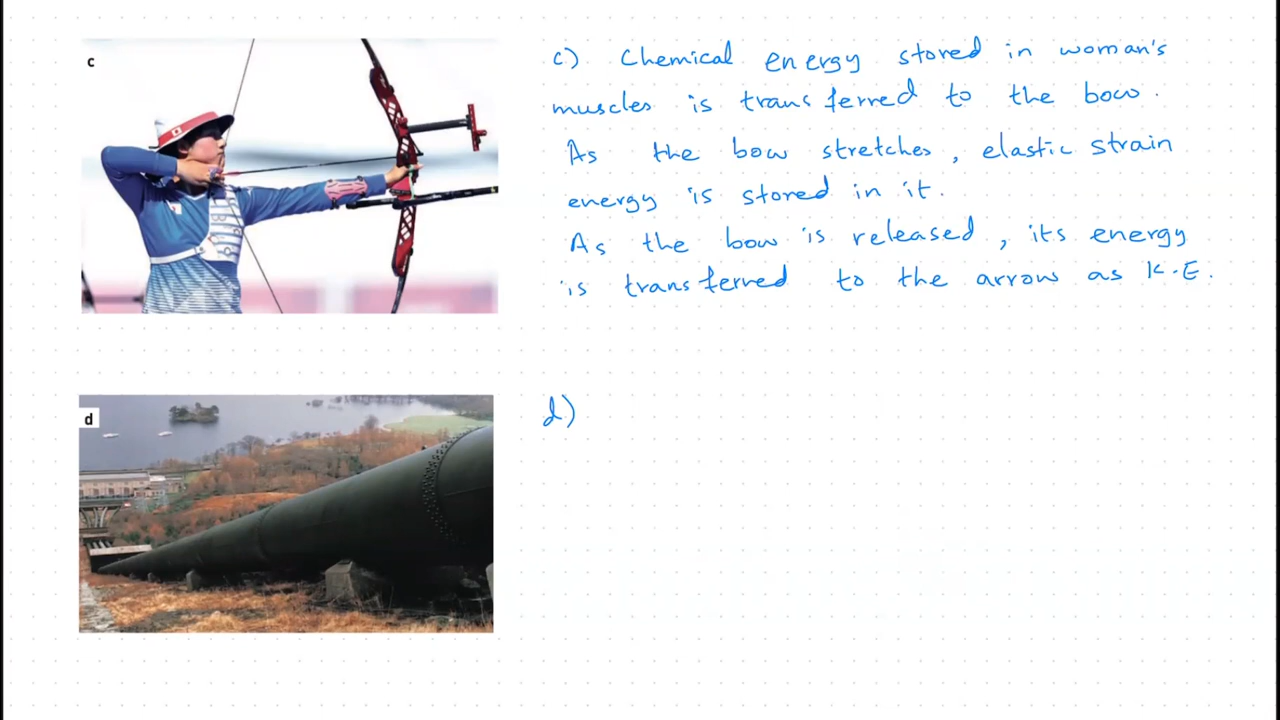 c
c) Chemical energy stored in woman's
muscles is transferred to the bow.
As the bow stretches, elastic strain
energy is stored in it.
As the bow is released, its energy
is transferred to the arrow as K.E.
d
d)